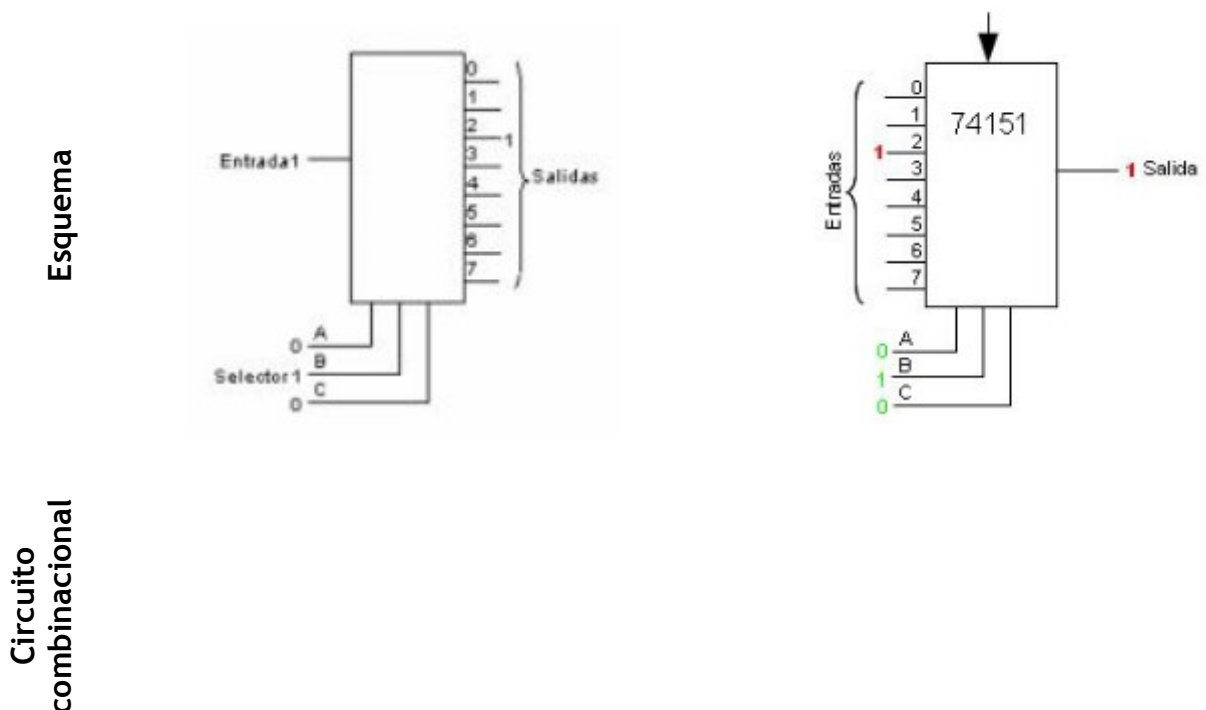 Esquema
Entrada1
0
1
2
3
4
5
6
7
1
Salidas
0 A
Selector 1 B
0 C
Entradas
0
1
1 2
3
4
5
6
7
74151
1 Salida
0 A
1 B
0 C
Circuito
combinacional